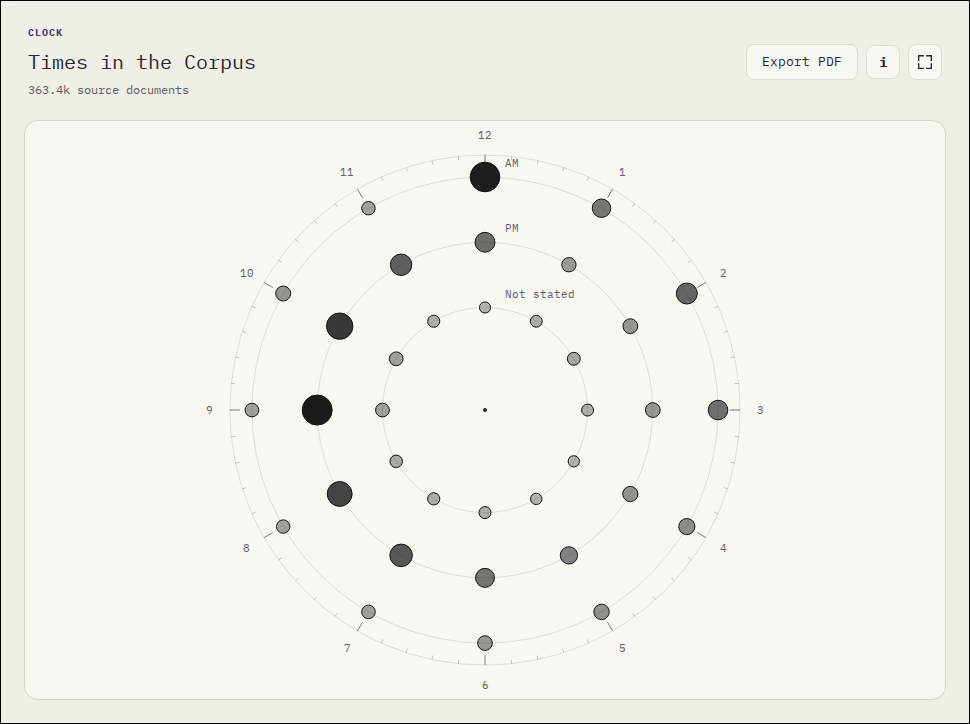 CLOCK
Times in the Corpus
363.4k source documents
Export PDF
i
12
AM
11
1
PM
10
2
Not stated
9
3
8
4
7
5
6